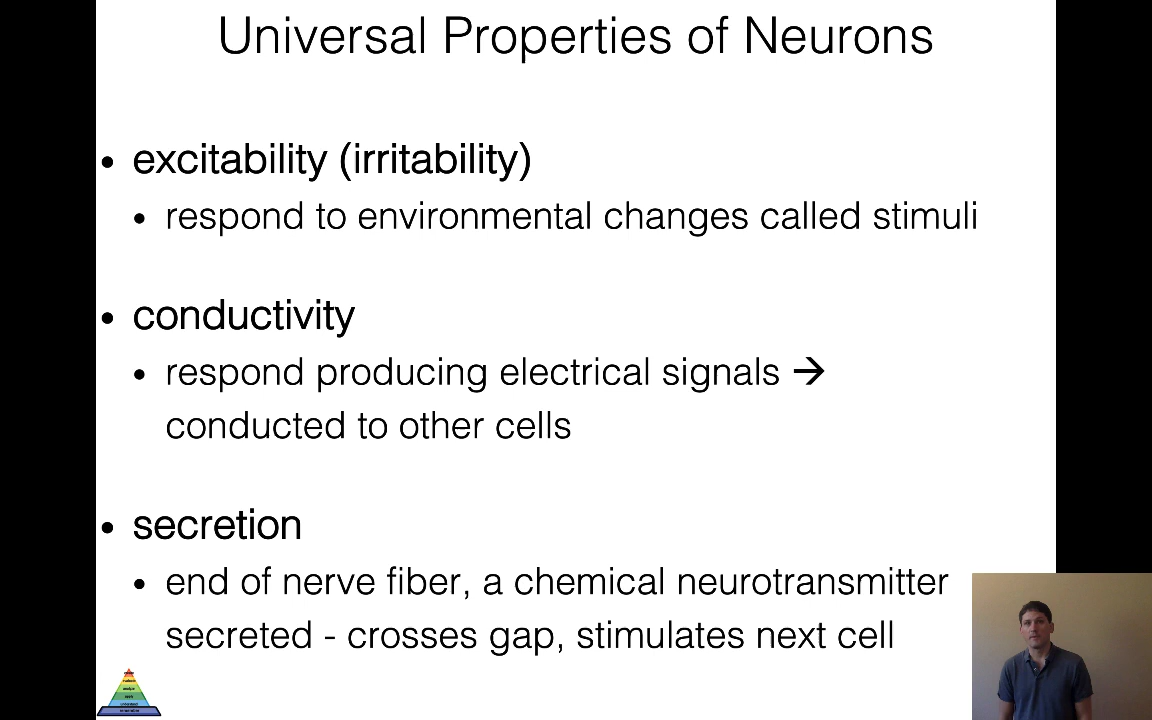 Universal Properties of Neurons
• excitability (irritability)
• respond to environmental changes called stimuli
• conductivity
• respond producing electrical signals →
conducted to other cells
• secretion
• end of nerve fiber, a chemical neurotransmitter
secreted - crosses gap, stimulates next cell